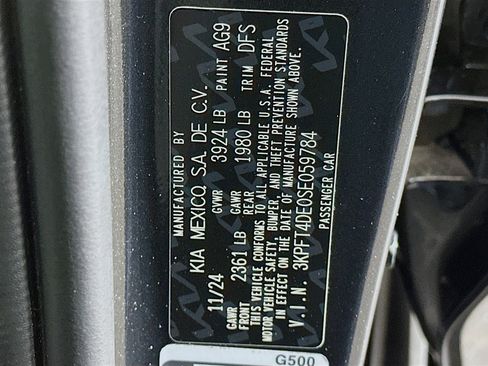 MANUFACTURED BY
KIA MEXICO, S.A. DE C.V.
11/24 GVWR 3924 LB PAINT AG9
GAWR FRONT 2361 LB GAWR REAR 1980 LB TRIM DFS
THIS VEHICLE CONFORMS TO ALL APPLICABLE U.S.A. FEDERAL
MOTOR VEHICLE SAFETY, BUMPER, AND THEFT PREVENTION STANDARDS
IN EFFECT ON THE DATE OF MANUFACTURE SHOWN ABOVE.
V.I.N. 3KPFT4DE0SE059784
PASSENGER CAR
G500